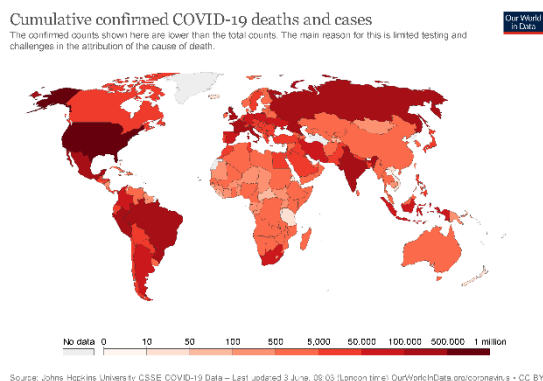 Cumulative confirmed COVID-19 deaths and cases
Our World
in Data
The confirmed counts shown here are lower than the total counts. The main reason for this is limited testing and
challenges in the attribution of the cause of death.
No data 0 10 50 100 500 5,000 50,000 100,000 500,000 1 million
Source: Johns Hopkins University CSSE COVID-19 Data – Last updated 3 June, 09:03 (London time) OurWorldInData.org/coronavirus • CC BY